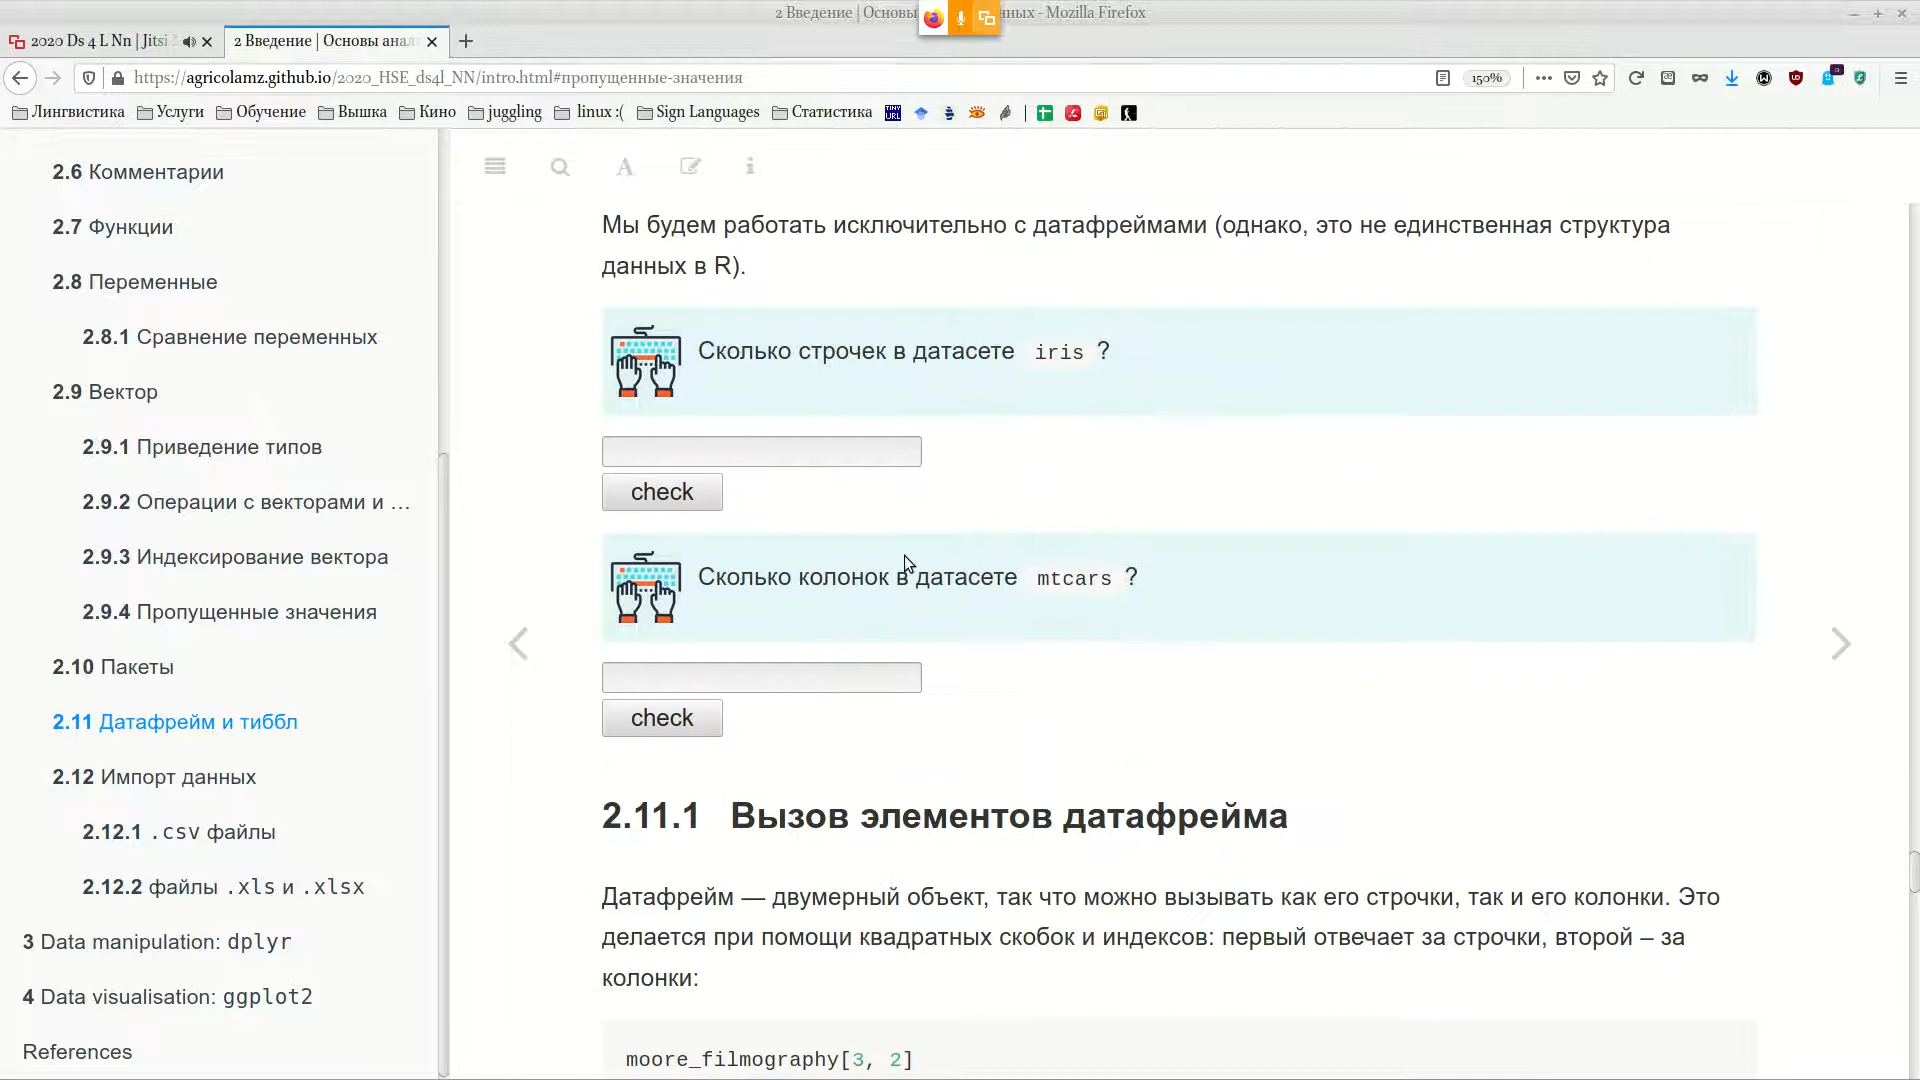 2 Введение | Основы
нных - Mozilla Firefox
2020 Ds 4 L Nn | Jitsi
2 Введение | Основы анал
https://agricolamz.github.io/2020_HSE_ds4l_NN/intro.html#пропущенные-значения
150%
Лингвистика Услуги Обучение Вышка Кино juggling linux :( Sign Languages Статистика
2.6 Комментарии
2.7 Функции
2.8 Переменные
2.8.1 Сравнение переменных
2.9 Вектор
2.9.1 Приведение типов
2.9.2 Операции с векторами и …
2.9.3 Индексирование вектора
2.9.4 Пропущенные значения
2.10 Пакеты
2.11 Датафрейм и тиббл
2.12 Импорт данных
2.12.1 .csv файлы
2.12.2 файлы .xls и .xlsx
3 Data manipulation: dplyr
4 Data visualisation: ggplot2
References
Мы будем работать исключительно с датафреймами (однако, это не единственная структура
данных в R).
Сколько строчек в датасете iris ?
check
Сколько колонок в датасете mtcars ?
check
2.11.1 Вызов элементов датафрейма
Датафрейм — двумерный объект, так что можно вызывать как его строчки, так и его колонки. Это
делается при помощи квадратных скобок и индексов: первый отвечает за строчки, второй – за
колонки:
moore_filmography[3, 2]